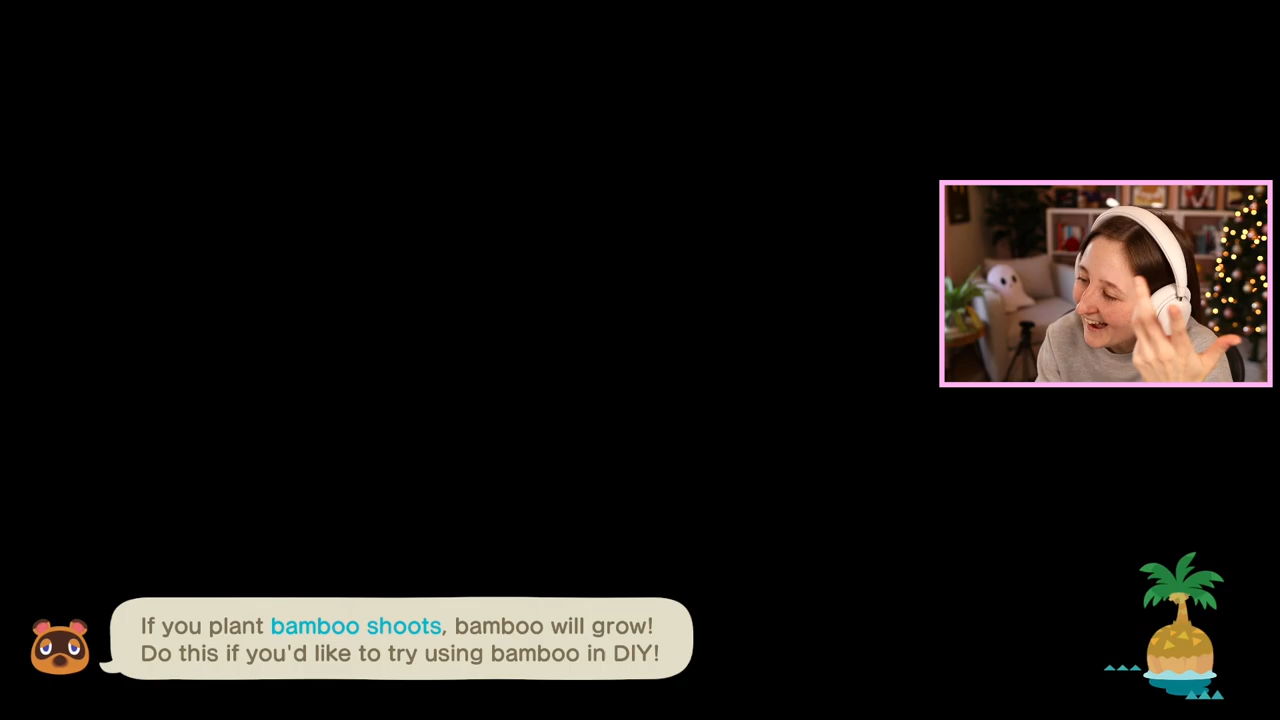 If you plant bamboo shoots, bamboo will grow!
Do this if you'd like to try using bamboo in DIY!